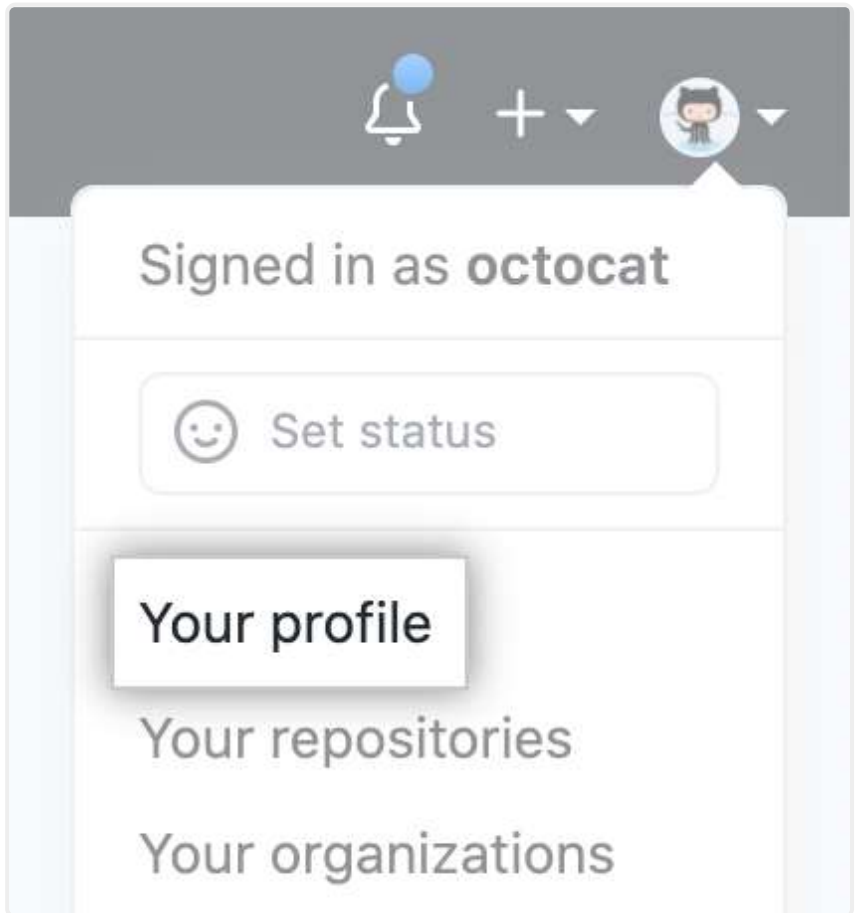 Signed in as octocat
Set status
Your profile
Your repositories
Your organizations